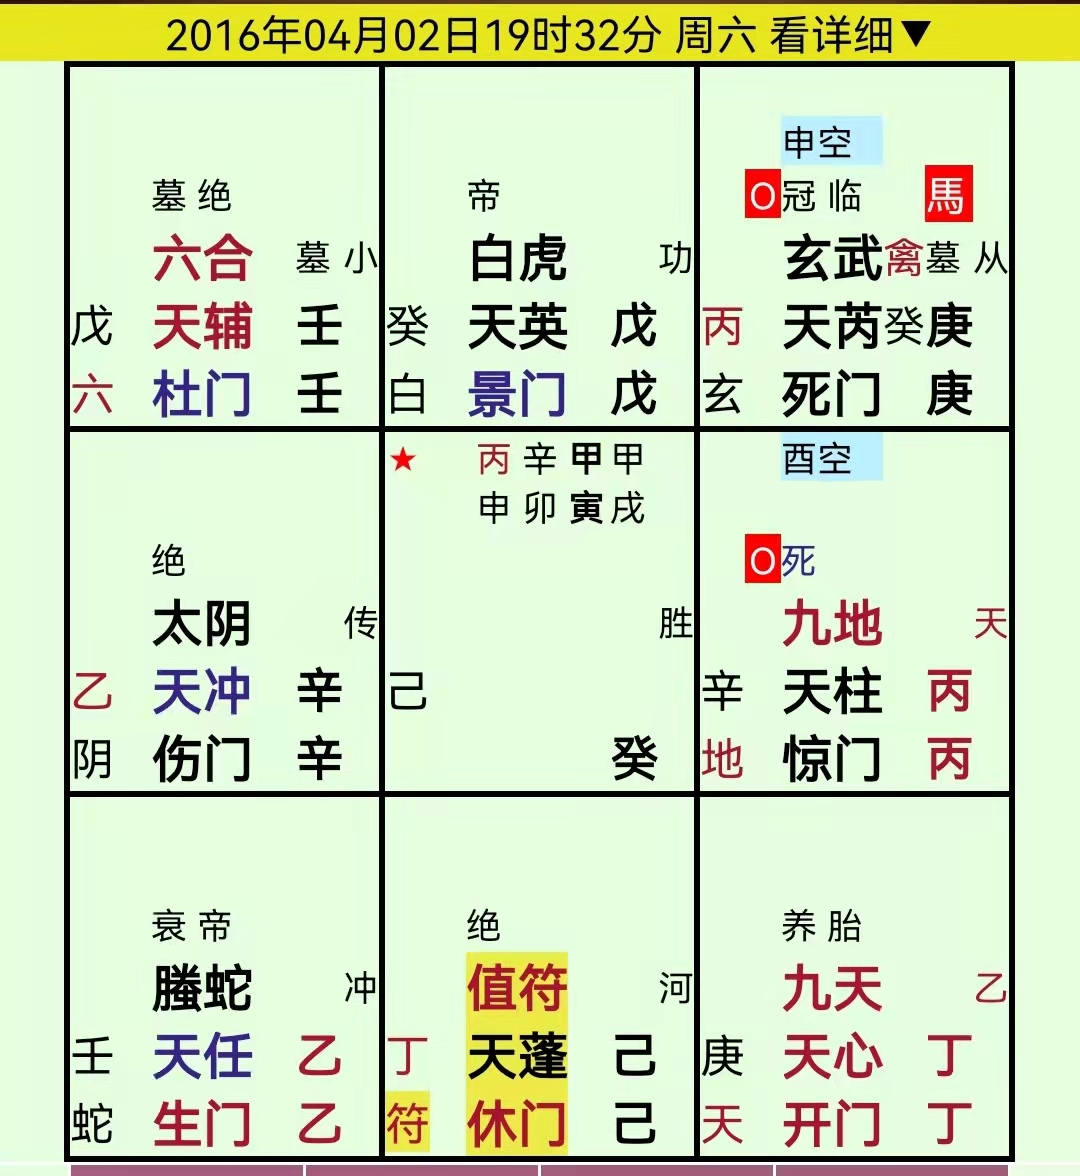 2016年04月02日19时32分 周六 看详细▼
墓 绝
六合 墓 小
戊 天辅 壬
六 杜门 壬
帝
白虎 功
癸 天英 戊
白 景门 戊
申空
O 冠 临 馬
玄武 禽 墓 从
丙 天芮 癸 庚
玄 死门 庚
绝
太阴 传
乙 天冲 辛
阴 伤门 辛
★ 丙 辛 甲 甲
申 卯 寅 戌
胜
己
癸
酉空
O 死
九地 天
辛 天柱 丙
地 惊门 丙
衰 帝
螣蛇 冲
壬 天任 乙
蛇 生门 乙
绝
值符 河
丁 天蓬 己
符 休门 己
养 胎
九天 乙
庚 天心 丁
天 开门 丁